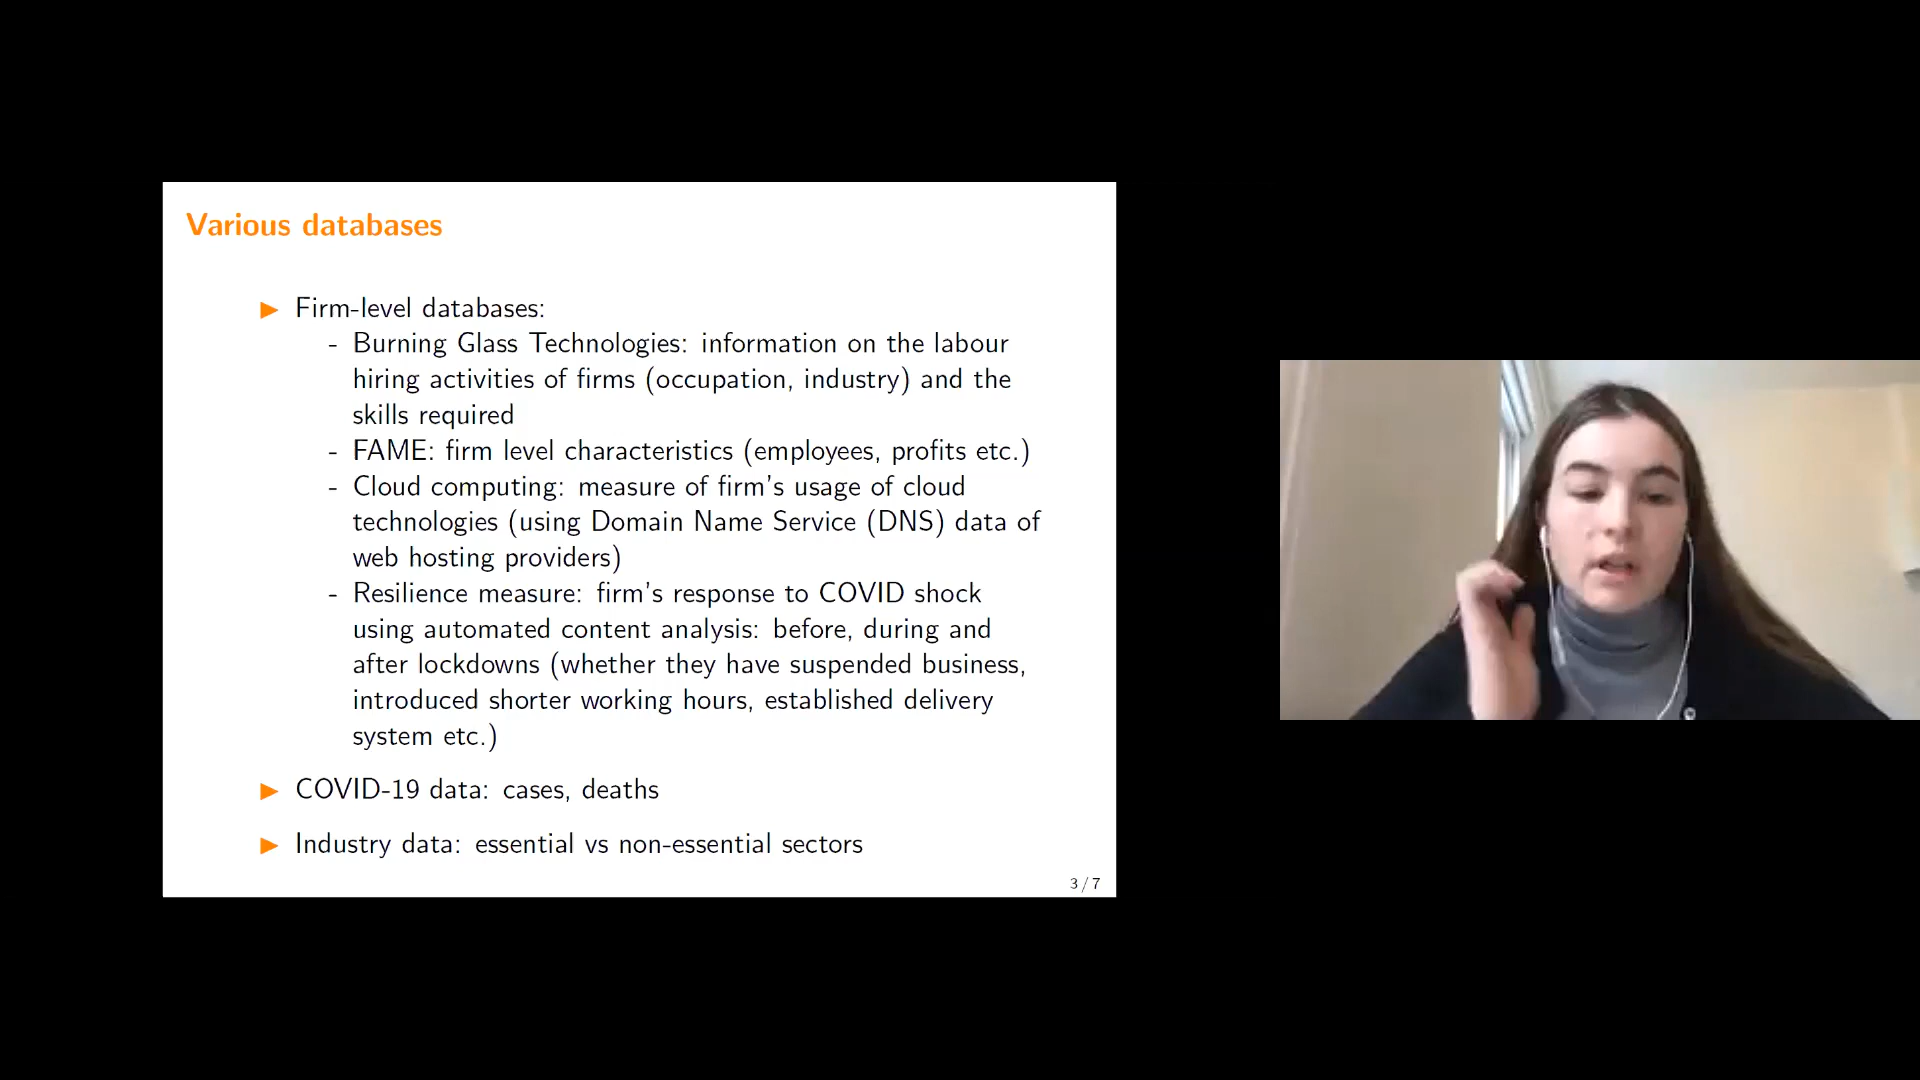 Various databases
Firm-level databases:
- Burning Glass Technologies: information on the labour
hiring activities of firms (occupation, industry) and the
skills required
- FAME: firm level characteristics (employees, profits etc.)
- Cloud computing: measure of firm's usage of cloud
technologies (using Domain Name Service (DNS) data of
web hosting providers)
- Resilience measure: firm's response to COVID shock
using automated content analysis: before, during and
after lockdowns (whether they have suspended business,
introduced shorter working hours, established delivery
system etc.)
COVID-19 data: cases, deaths
Industry data: essential vs non-essential sectors
3 / 7